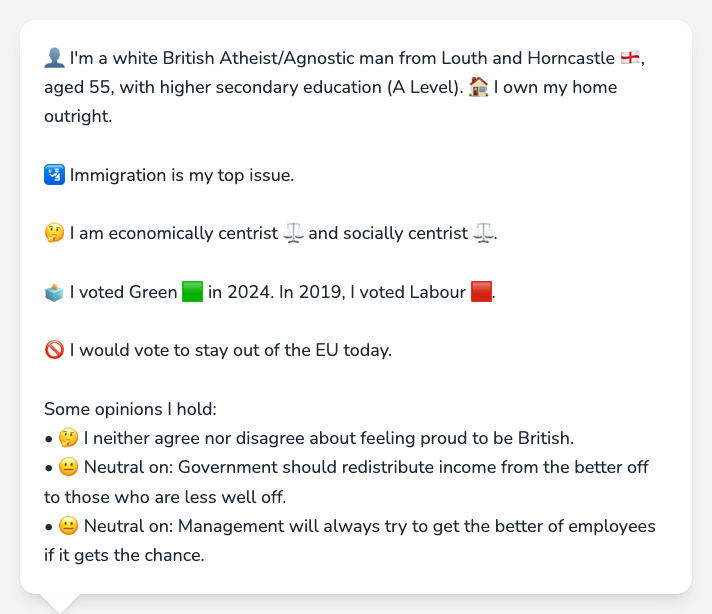 👤 I'm a white British Atheist/Agnostic man from Louth and Horncastle 🏴󠁧󠁢󠁥󠁮󠁧󠁿,
aged 55, with higher secondary education (A Level). 🏠 I own my home
outright.
🛂 Immigration is my top issue.
🤔 I am economically centrist ⚖️ and socially centrist ⚖️.
🗳️ I voted Green 🟩 in 2024. In 2019, I voted Labour 🟥.
🚫 I would vote to stay out of the EU today.
Some opinions I hold:
• 🤔 I neither agree nor disagree about feeling proud to be British.
• 😐 Neutral on: Government should redistribute income from the better off
to those who are less well off.
• 😐 Neutral on: Management will always try to get the better of employees
if it gets the chance.